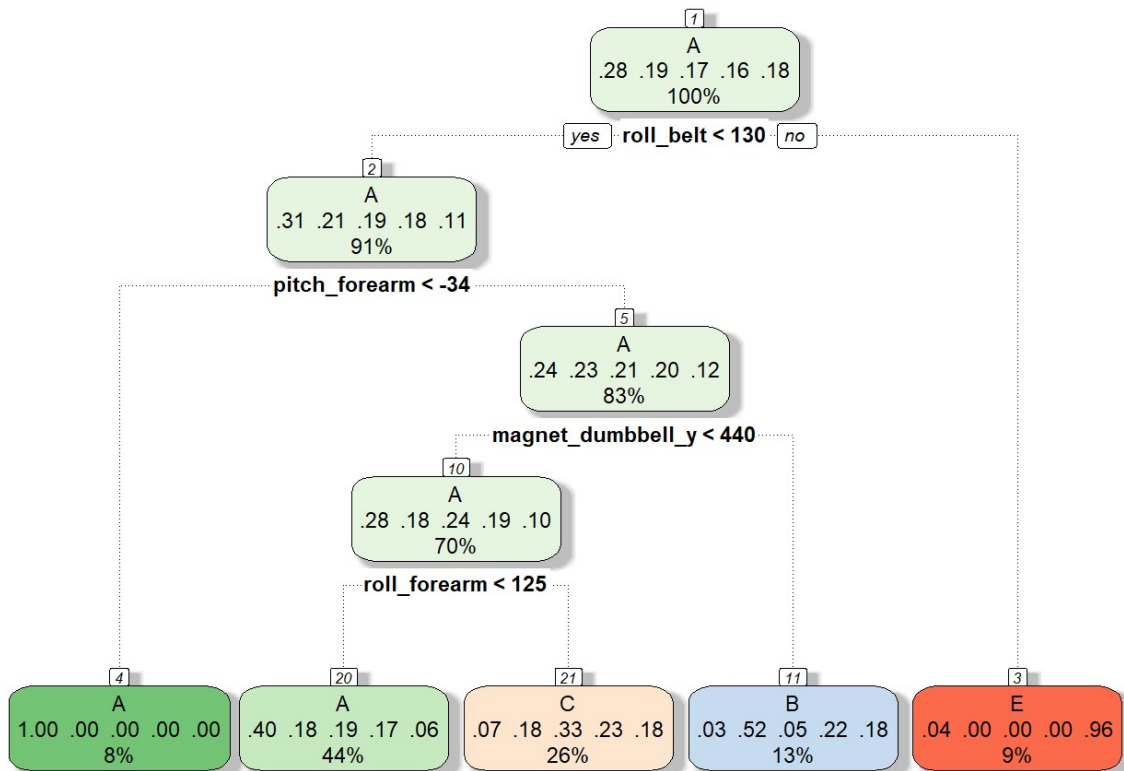 1
A
.28 .19 .17 .16 .18
100%
yes roll_belt < 130 no
2
A
.31 .21 .19 .18 .11
91%
pitch_forearm < -34
5
A
.24 .23 .21 .20 .12
83%
magnet_dumbbell_y < 440
10
A
.28 .18 .24 .19 .10
70%
roll_forearm < 125
4
A
1.00 .00 .00 .00 .00
8%
20
A
.40 .18 .19 .17 .06
44%
21
C
.07 .18 .33 .23 .18
26%
11
B
.03 .52 .05 .22 .18
13%
3
E
.04 .00 .00 .00 .96
9%